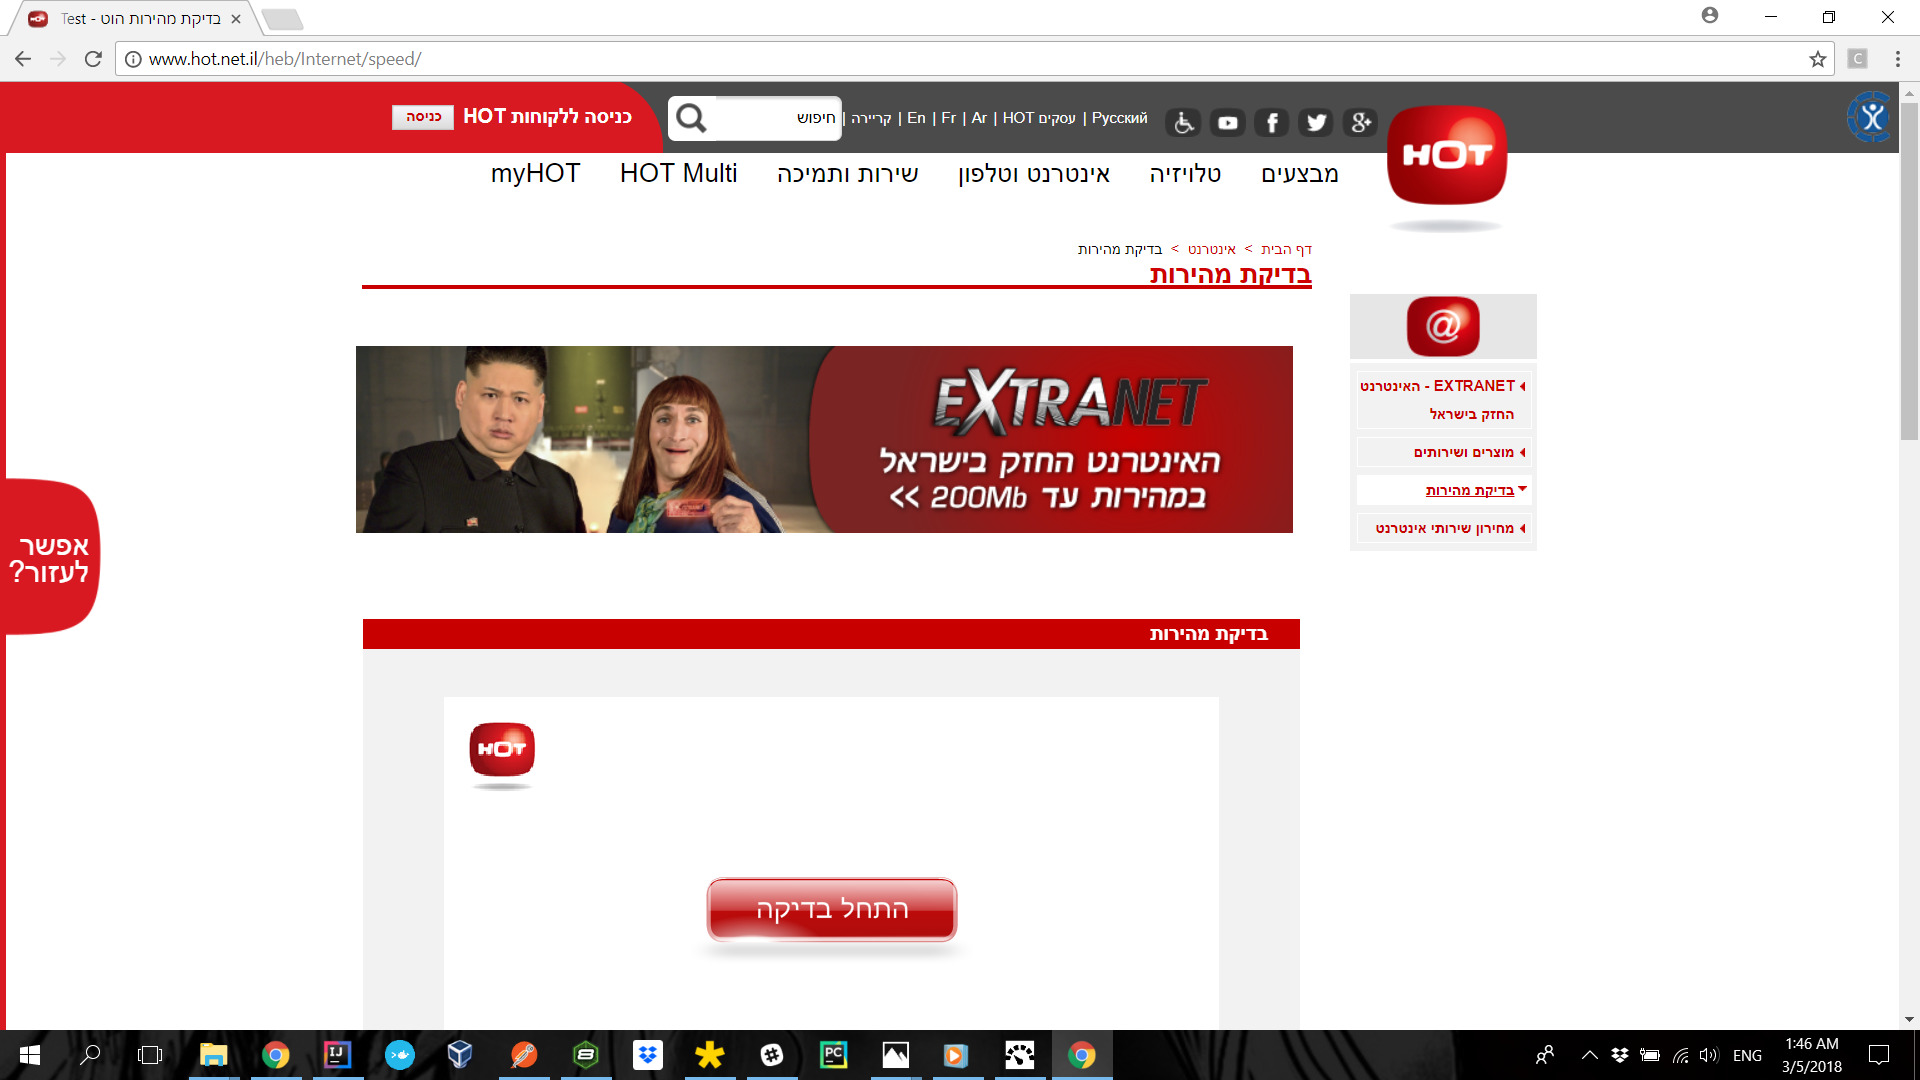 Test - בדיקת מהירות הוט
www.hot.net.il/heb/Internet/speed/
C
כניסה ללקוחות HOT
כניסה
חיפוש
קריירה | En | Fr | Ar | HOT עסקים | Русский
HOT
מבצעים
טלויזיה
אינטרנט וטלפון
שירות ותמיכה
HOT Multi
myHOT
דף הבית > אינטרנט > בדיקת מהירות
בדיקת מהירות
@
EXTRANET - האינטרנט
החזק בישראל
מוצרים ושירותים
בדיקת מהירות
מחירון שירותי אינטרנט
EXTRANET
האינטרנט החזק בישראל
במהירות עד 200Mb >>
אפשר
לעזור?
בדיקת מהירות
HOT
התחל בדיקה
IJ
8
PC
ENG
1:46 AM
3/5/2018